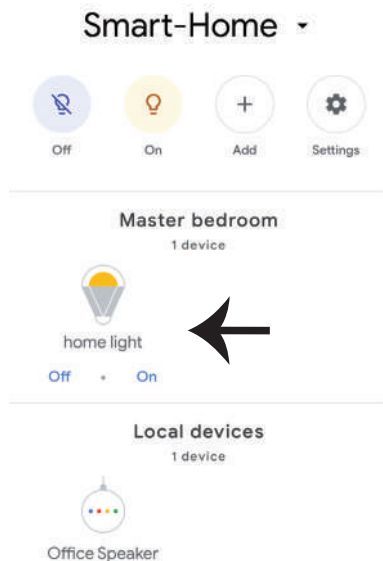 Smart-Home
Off On Add Settings
Master bedroom
1 device
home light
Off • On
Local devices
1 device
Office Speaker